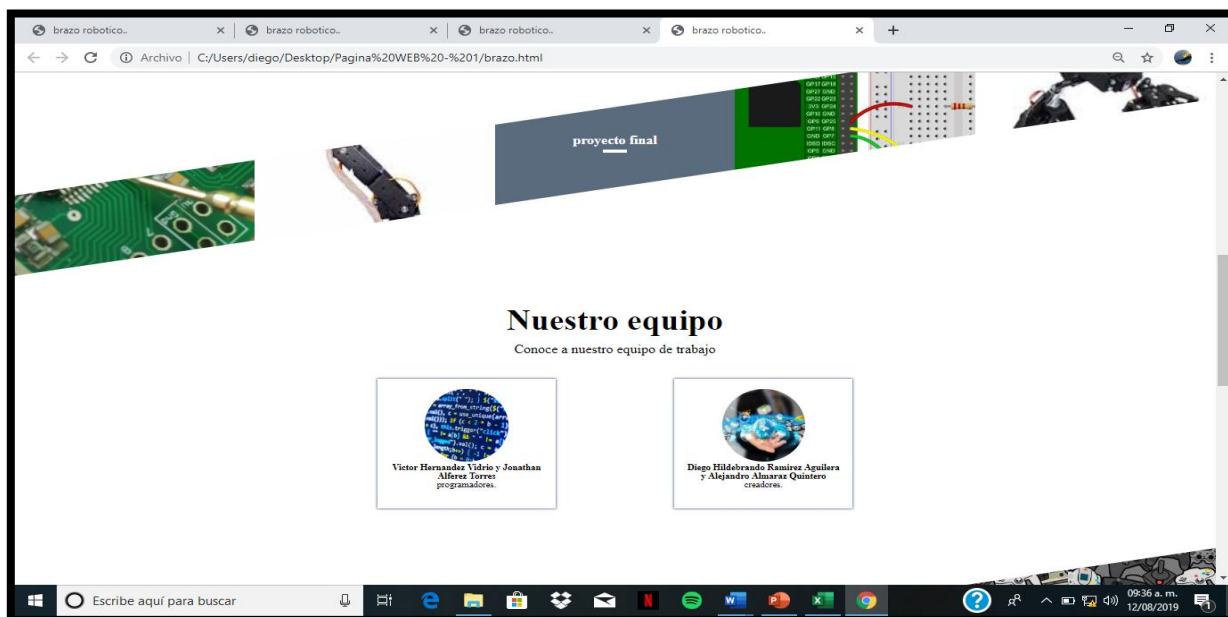 brazo robotico..
brazo robotico..
brazo robotico..
brazo robotico..
Archivo
C:/Users/diego/Desktop/Pagina%20WEB%20-%201/brazo.html
proyecto final
Nuestro equipo
Conoce a nuestro equipo de trabajo
Victor Hernandez Vidrio y Jonathan
Alferez Torres
programadores.
Diego Hildebrando Ramirez Aguilera
y Alejandro Almaraz Quintero
creadores.
Escribe aquí para buscar
09:36 a. m.
12/08/2019